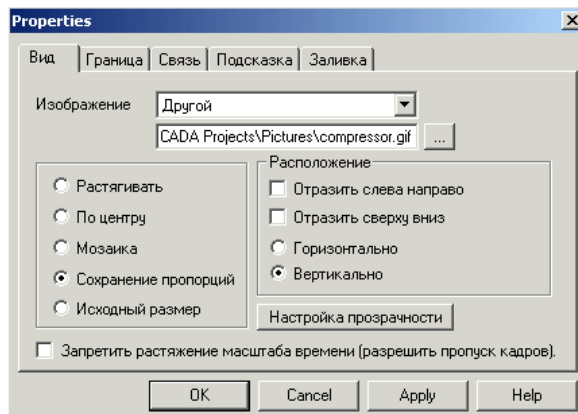 Properties
Вид Граница Связь Подсказка Заливка
Изображение Другой
CADA Projects\Pictures\compressor.gif ...
Расположение
Растягивать Отразить слева направо
По центру Отразить сверху вниз
Мозаика Горизонтально
Сохранение пропорций Вертикально
Исходный размер Настройка прозрачности
Запретить растяжение масштаба времени (разрешить пропуск кадров).
OK Cancel Apply Help